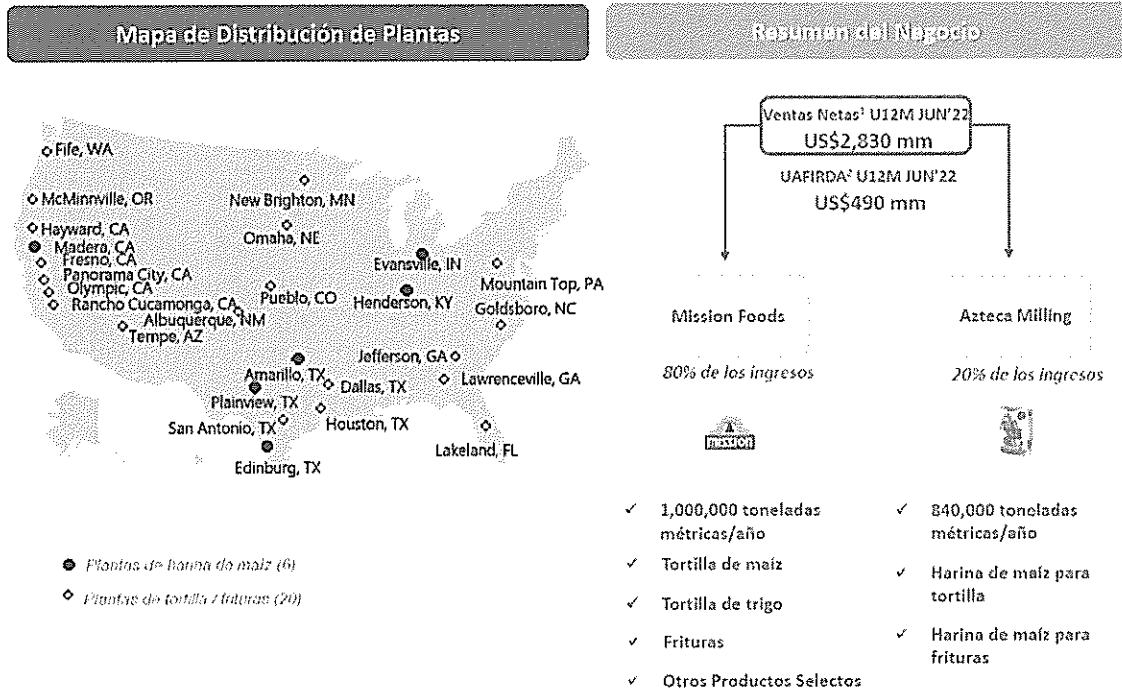 Mapa de Distribución de Plantas
Resumen del Negocio
Fife, WA
McMinnville, OR
New Brighton, MN
Hayward, CA
Omaha, NE
Madera, CA
Fresno, CA
Evansville, IN
Panorama City, CA
Mountain Top, PA
Olympic, CA
Pueblo, CO
Henderson, KY
Rancho Cucamonga, CA
Goldsboro, NC
Albuquerque, NM
Tempe, AZ
Jefferson, GA
Amarillo, TX
Dallas, TX
Lawrenceville, GA
Plainview, TX
San Antonio, TX
Houston, TX
Lakeland, FL
Edinburg, TX
Plantas de harina de maíz (6)
Plantas de tortilla / frituras (20)
Ventas Netas¹ U12M JUN'22
US$2,830 mm
UAFIRDA² U12M JUN'22
US$490 mm
Mission Foods
80% de los ingresos
mission
✓ 1,000,000 toneladas
métricas/año
✓ Tortilla de maíz
✓ Tortilla de trigo
✓ Frituras
✓ Otros Productos Selectos
Azteca Milling
20% de los ingresos
✓ 840,000 toneladas
métricas/año
✓ Harina de maíz para
tortilla
✓ Harina de maíz para
frituras